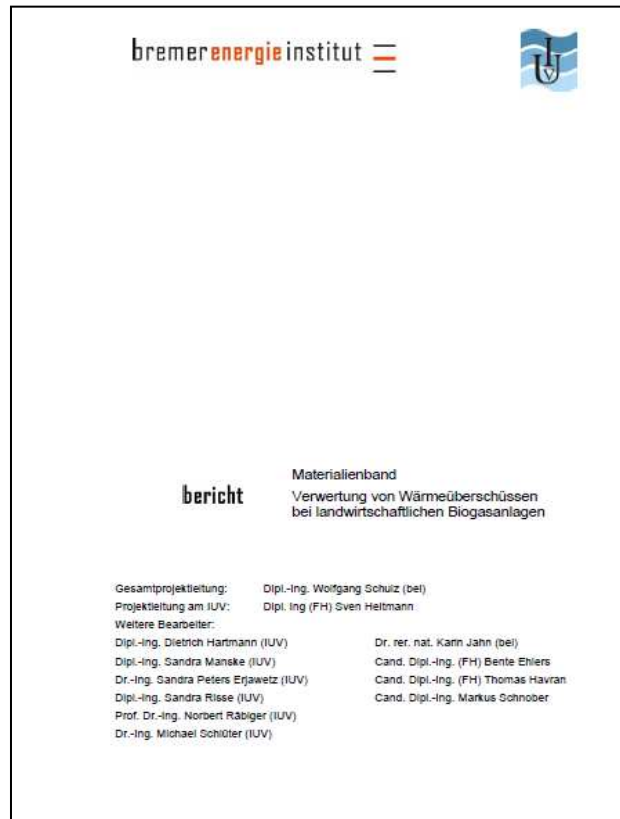 bremer energie institut
IUV
bericht
Materialienband
Verwertung von Wärmeüberschüssen
bei landwirtschaftlichen Biogasanlagen
Gesamtprojektleitung: Dipl.-Ing. Wolfgang Schulz (bei)
Projektleitung am IUV: Dipl. Ing (FH) Sven Heitmann
Weitere Bearbeiter:
Dipl.-Ing. Dietrich Hartmann (IUV) Dr. rer. nat. Karin Jahn (bei)
Dipl.-Ing. Sandra Manske (IUV) Cand. Dipl.-Ing. (FH) Bente Ehlers
Dr.-Ing. Sandra Peters Erjawetz (IUV) Cand. Dipl.-Ing. (FH) Thomas Havran
Dipl.-Ing. Sandra Risse (IUV) Cand. Dipl.-Ing. Markus Schnober
Prof. Dr.-Ing. Norbert Räbiger (IUV)
Dr.-Ing. Michael Schlüter (IUV)